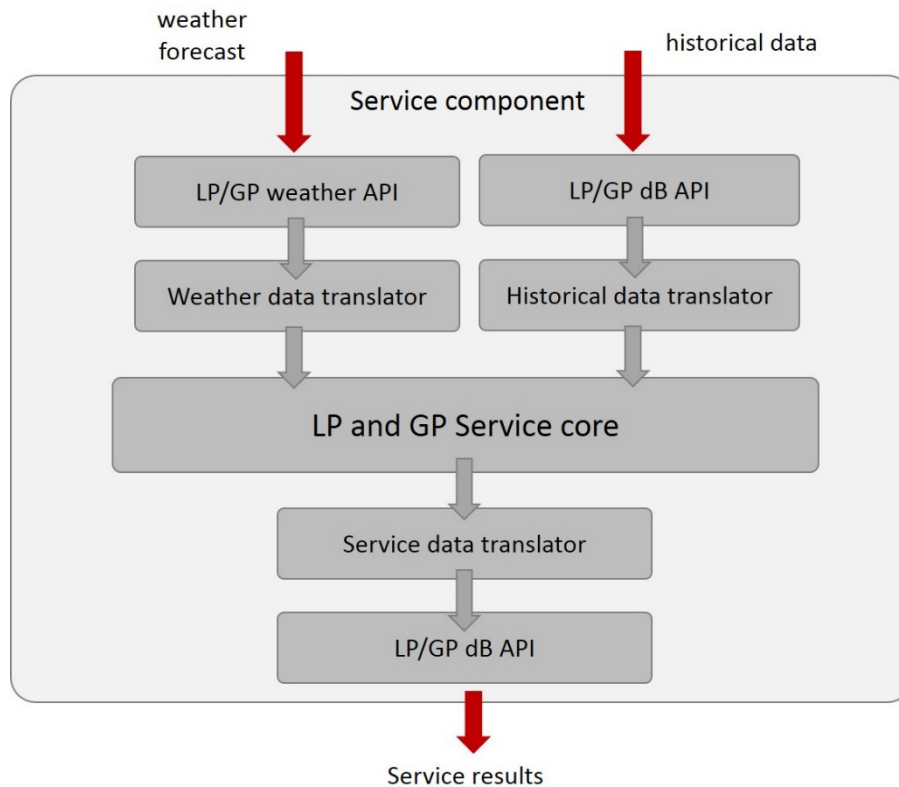 weather
forecast
historical data
Service component
LP/GP weather API
LP/GP dB API
Weather data translator
Historical data translator
LP and GP Service core
Service data translator
LP/GP dB API
Service results